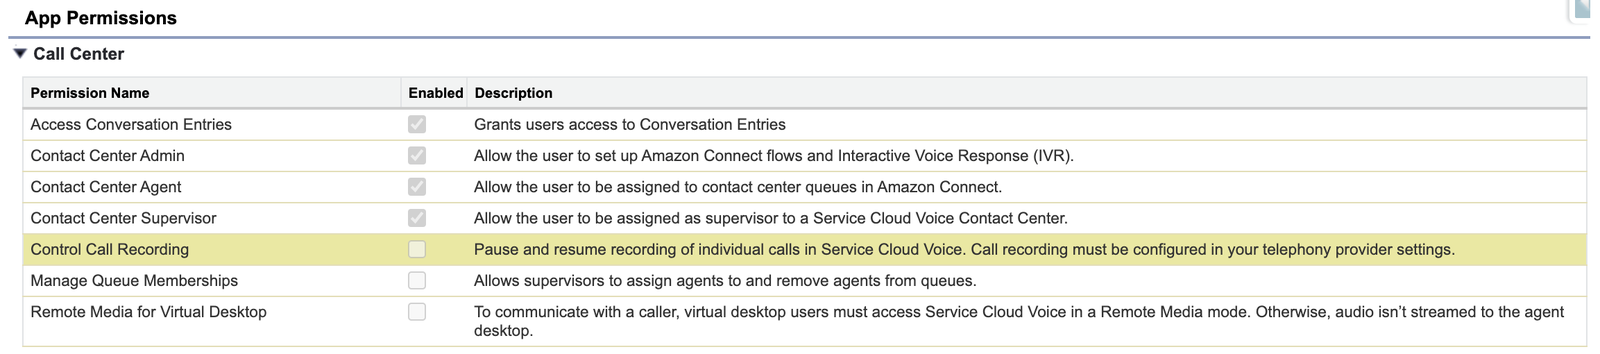 App Permissions
Call Center
Permission Name Enabled Description
Access Conversation Entries Grants users access to Conversation Entries
Contact Center Admin Allow the user to set up Amazon Connect flows and Interactive Voice Response (IVR).
Contact Center Agent Allow the user to be assigned to contact center queues in Amazon Connect.
Contact Center Supervisor Allow the user to be assigned as supervisor to a Service Cloud Voice Contact Center.
Control Call Recording Pause and resume recording of individual calls in Service Cloud Voice. Call recording must be configured in your telephony provider settings.
Manage Queue Memberships Allows supervisors to assign agents to and remove agents from queues.
Remote Media for Virtual Desktop To communicate with a caller, virtual desktop users must access Service Cloud Voice in a Remote Media mode. Otherwise, audio isn’t streamed to the agent
desktop.